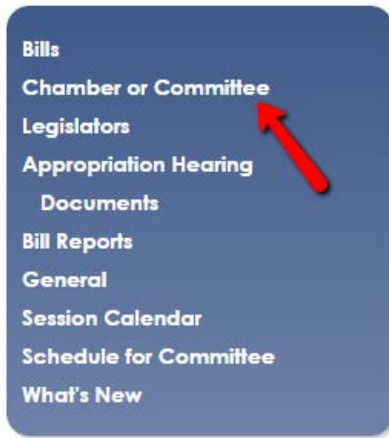 Bills
Chamber or Committee
Legislators
Appropriation Hearing
Documents
Bill Reports
General
Session Calendar
Schedule for Committee
What's New